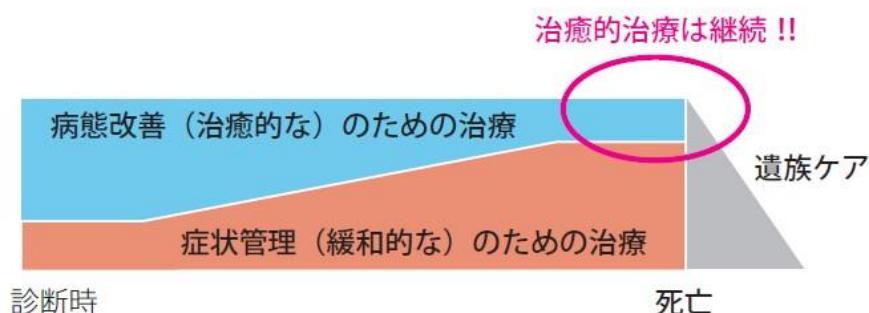 治癒的治療は継続!!
病態改善（治癒的な）のための治療
遺族ケア
症状管理（緩和的な）のための治療
診断時
死亡